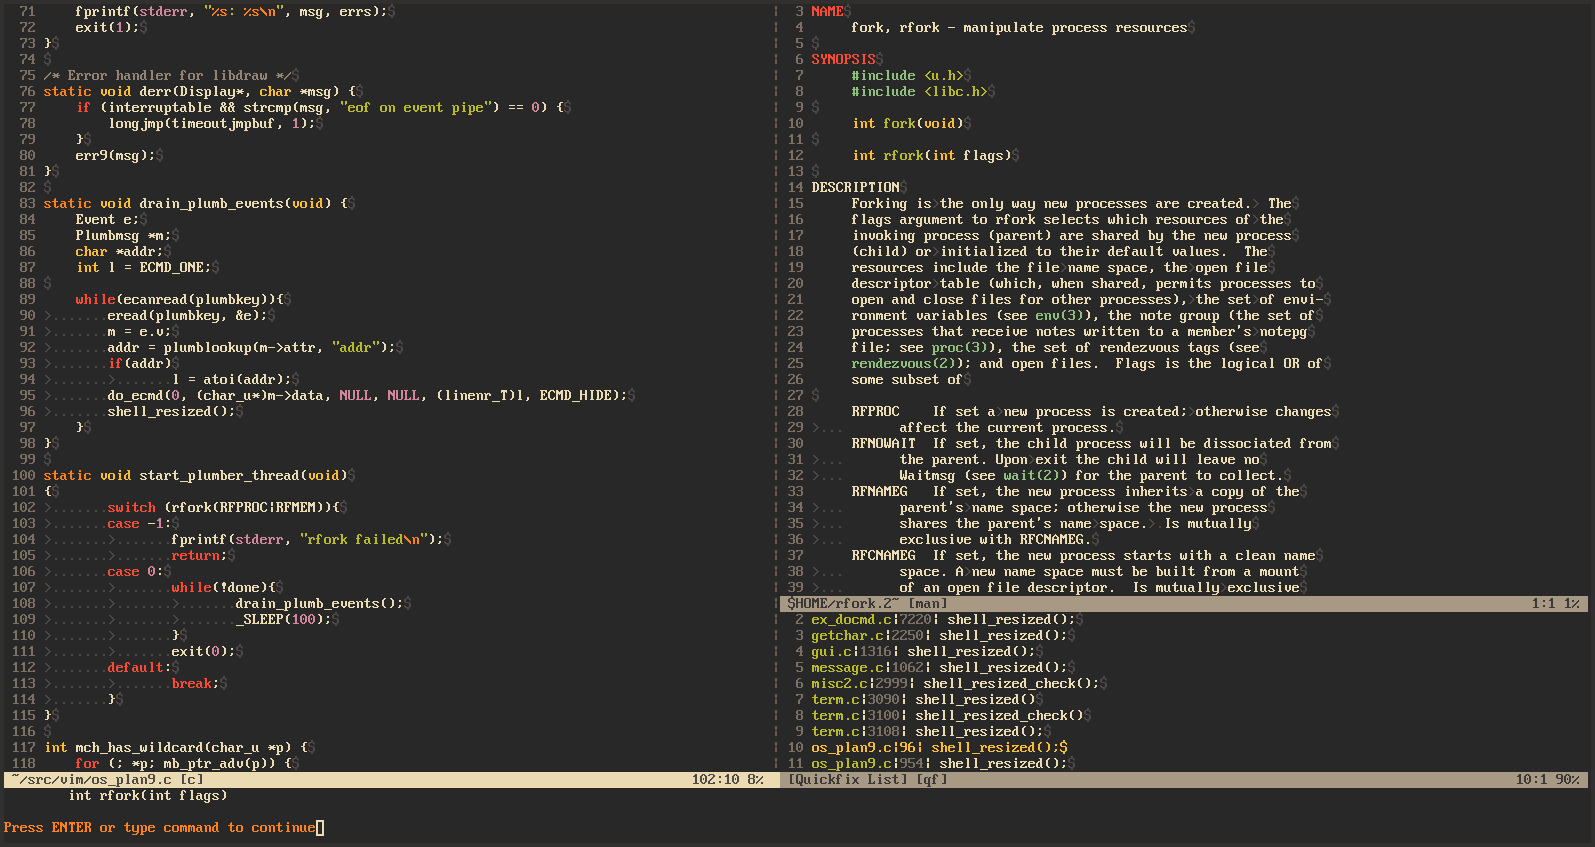 71     fprintf(stderr, "%s: %s\n", msg, errs);$
72     exit(1);$
73 }$
74 $
75 /* Error handler for libdraw */$
76 static void derr(Display*, char *msg) {$
77     if (interruptable && strcmp(msg, "eof on event pipe") == 0) {$
78         longjmp(timeoutjmpbuf, 1);$
79     }$
80     err9(msg);$
81 }$
82 $
83 static void drain_plumb_events(void) {$
84     Event e;$
85     Plumbmsg *m;$
86     char *addr;$
87     int l = ECMD_ONE;$
88 $
89     while(ecanread(plumbkey)){$
90 >.......eread(plumbkey, &e);$
91 >.......m = e.v;$
92 >.......addr = plumblookup(m->attr, "addr");$
93 >.......if(addr)$
94 >.......>.......l = atoi(addr);$
95 >.......do_ecmd(0, (char_u*)m->data, NULL, NULL, (linenr_T)l, ECMD_HIDE);$
96 >.......shell_resized();$
97     }$
98 }$
99 $
100 static void start_plumber_thread(void)$
101 {$
102 >.......switch (rfork(RFPROC|RFMEM)){$
103 >.......case -1:$
104 >.......>.......fprintf(stderr, "rfork failed\n");$
105 >.......>.......return;$
106 >.......case 0:$
107 >.......>.......while(!done){$
108 >.......>.......>.......drain_plumb_events();$
109 >.......>.......>......._SLEEP(100);$
110 >.......>.......}$
111 >.......>.......exit(0);$
112 >.......default:$
113 >.......>.......break;$
114 >.......}$
115 }$
116 $
117 int mch_has_wildcard(char_u *p) {$
118     for (; *p; mb_ptr_adv(p)) {$
~/src/vim/os_plan9.c [c] 102:10 8%
3 NAME$
4      fork, rfork - manipulate process resources$
5 $
6 SYNOPSIS$
7      #include <u.h>$
8      #include <libc.h>$
9 $
10      int fork(void)$
11 $
12      int rfork(int flags)$
13 $
14 DESCRIPTION$
15      Forking is>the only way new processes are created.> The$
16      flags argument to rfork selects which resources of>the$
17      invoking process (parent) are shared by the new process$
18      (child) or>initialized to their default values.  The$
19      resources include the file>name space, the>open file$
20      descriptor>table (which, when shared, permits processes to$
21      open and close files for other processes),>the set>of envi-$
22      ronment variables (see env(3)), the note group (the set of$
23      processes that receive notes written to a member's>notepg$
24      file; see proc(3)), the set of rendezvous tags (see$
25      rendezvous(2)); and open files.  Flags is the logical OR of$
26      some subset of$
27 $
28      RFPROC    If set a>new process is created;>otherwise changes$
29 >...       affect the current process.$
30      RFNOWAIT  If set, the child process will be dissociated from$
31 >...       the parent. Upon>exit the child will leave no$
32 >...       Waitmsg (see wait(2)) for the parent to collect.$
33      RFNAMEG   If set, the new process inherits>a copy of the$
34 >...       parent's>name space; otherwise the new process$
35 >...       shares the parent's name>space.>.Is mutually$
36 >...       exclusive with RFCNAMEG.$
37      RFCNAMEG  If set, the new process starts with a clean name$
38 >...       space. A>new name space must be built from a mount$
39 >...       of an open file descriptor.  Is mutually>exclusive$
$HOME/rfork.2~ [man] 1:1 1%
2 ex_docmd.c|7220| shell_resized();$
3 getchar.c|2250| shell_resized();$
4 gui.c|1316| shell_resized();$
5 message.c|1062| shell_resized();$
6 misc2.c|2999| shell_resized_check();$
7 term.c|3090| shell_resized()$
8 term.c|3100| shell_resized_check()$
9 term.c|3108| shell_resized();$
10 os_plan9.c|96| shell_resized();$
11 os_plan9.c|954| shell_resized();$
[Quickfix List] [qf] 10:1 90%
int rfork(int flags)
Press ENTER or type command to continue